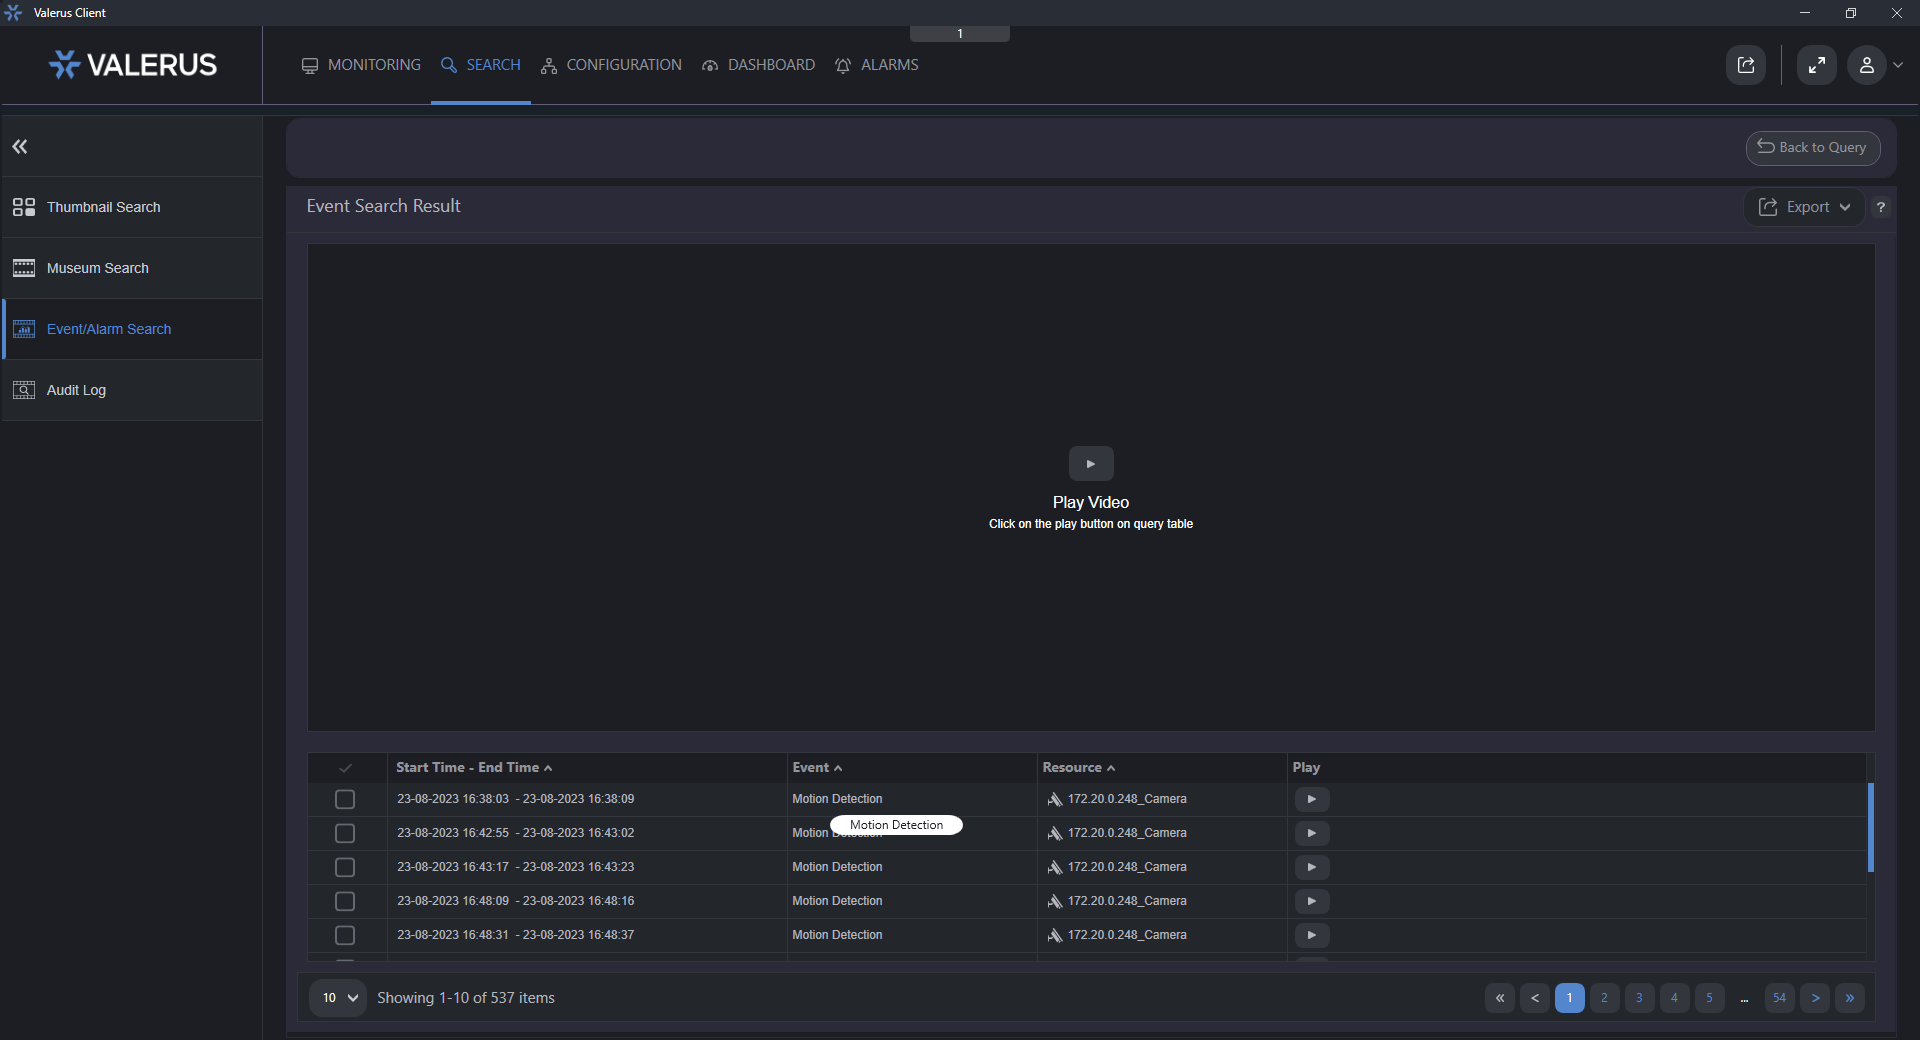 Valerus Client
1
VALERUS
MONITORING
SEARCH
CONFIGURATION
DASHBOARD
ALARMS
Back to Query
Thumbnail Search
Museum Search
Event/Alarm Search
Audit Log
Event Search Result
Export
?
Play Video
Click on the play button on query table
Start Time - End Time Event Resource Play
23-08-2023 16:38:03 - 23-08-2023 16:38:09 Motion Detection 172.20.0.248_Camera
Motion Detection
23-08-2023 16:42:55 - 23-08-2023 16:43:02 Motion Detection 172.20.0.248_Camera
23-08-2023 16:43:17 - 23-08-2023 16:43:23 Motion Detection 172.20.0.248_Camera
23-08-2023 16:48:09 - 23-08-2023 16:48:16 Motion Detection 172.20.0.248_Camera
23-08-2023 16:48:31 - 23-08-2023 16:48:37 Motion Detection 172.20.0.248_Camera
10 Showing 1-10 of 537 items « < 1 2 3 4 5 ... 54 > »